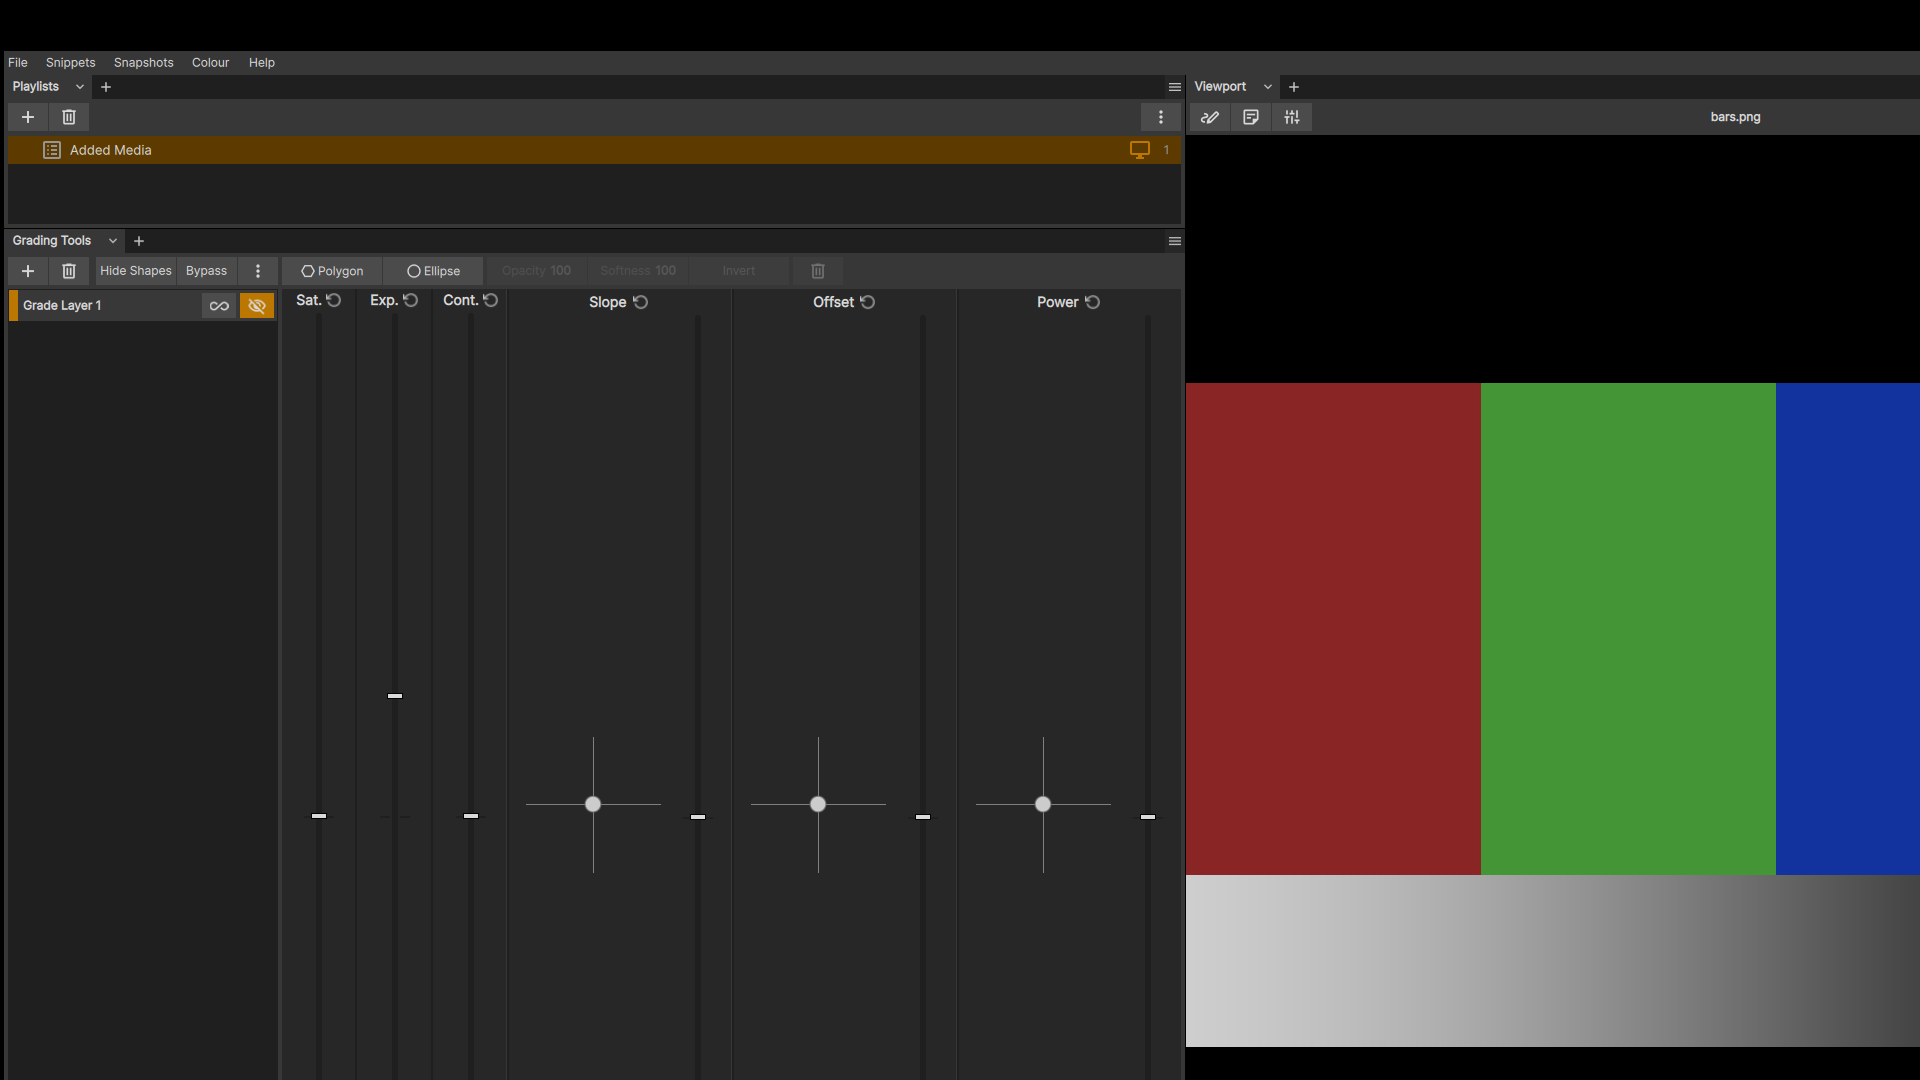 File Snippets Snapshots Colour Help
Playlists
Viewport
bars.png
Added Media 1
Grading Tools
Hide Shapes Bypass Polygon Ellipse Opacity 100 Softness 100 Invert
Grade Layer 1
Sat. Exp. Cont. Slope Offset Power